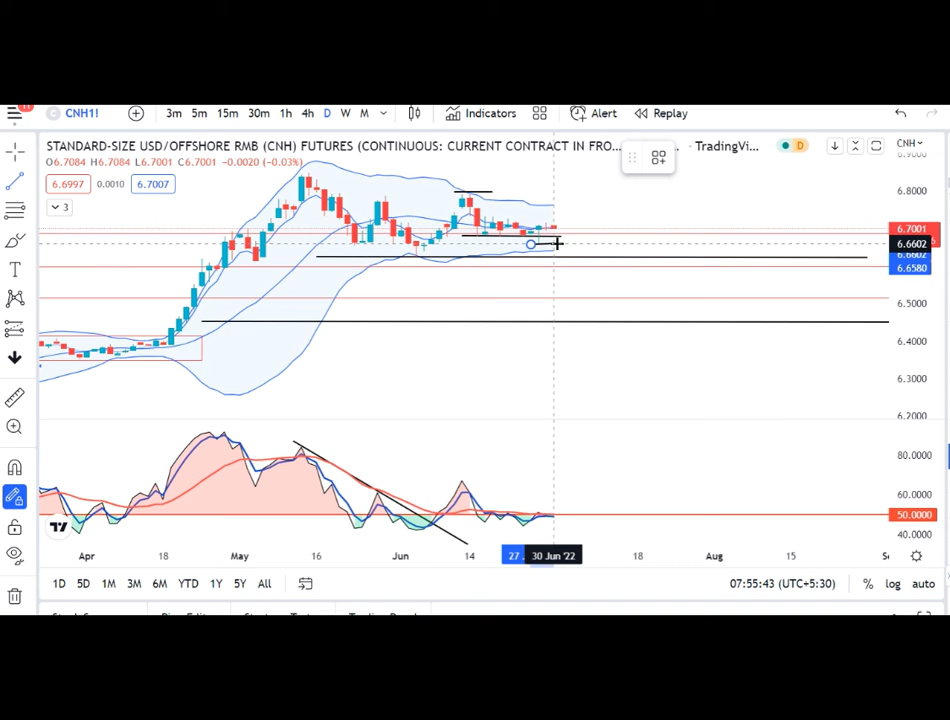 CNH1! 3m 5m 15m 30m 1h 4h D W M Indicators Alert Replay
STANDARD-SIZE USD/OFFSHORE RMB (CNH) FUTURES (CONTINUOUS: CURRENT CONTRACT IN FRO... TradingVi... D CNH
O6.7084 H6.7084 L6.7001 C6.7001 -0.0020 (-0.03%)
6.6997 0.0010 6.7007
3
6.8000
6.7001
6.6602
6.6580
6.5000
6.4000
6.3000
6.2000
80.0000
60.0000
50.0000
40.0000
Apr 18 May 16 Jun 14 27 30 Jun '22 18 Aug 15
1D 5D 1M 3M 6M YTD 1Y 5Y All 07:55:43 (UTC+5:30) % log auto